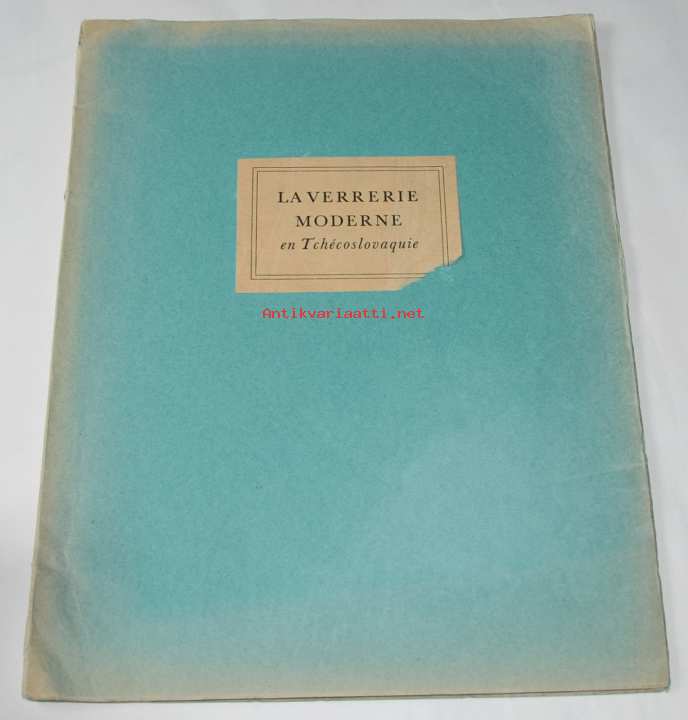 LA VERRERIE
MODERNE
en Tchécoslovaquie
Antikvariaatti.net